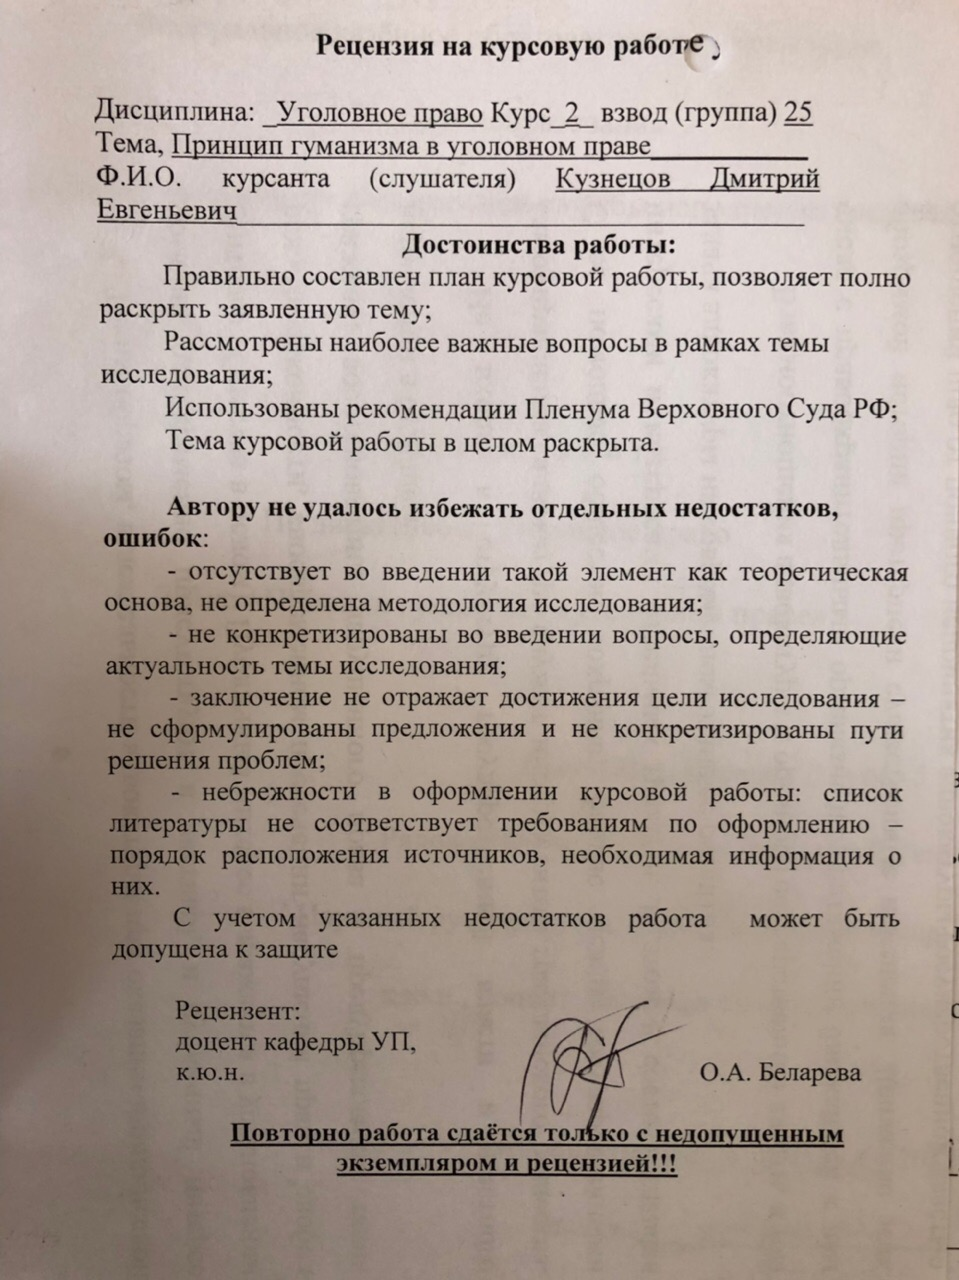 Рецензия на курсовую работе
Дисциплина: _Уголовное право Курс_2_ взвод (группа) 25
Тема, Принцип гуманизма в уголовном праве___________
Ф.И.О. курсанта (слушателя) Кузнецов Дмитрий
Евгеньевич________________________________________
Достоинства работы:
Правильно составлен план курсовой работы, позволяет полно
раскрыть заявленную тему;
Рассмотрены наиболее важные вопросы в рамках темы
исследования;
Использованы рекомендации Пленума Верховного Суда РФ;
Тема курсовой работы в целом раскрыта.
Автору не удалось избежать отдельных недостатков,
ошибок:
- отсутствует во введении такой элемент как теоретическая
основа, не определена методология исследования;
- не конкретизированы во введении вопросы, определяющие
актуальность темы исследования;
- заключение не отражает достижения цели исследования –
не сформулированы предложения и не конкретизированы пути
решения проблем;
- небрежности в оформлении курсовой работы: список
литературы не соответствует требованиям по оформлению –
порядок расположения источников, необходимая информация о
них.
С учетом указанных недостатков работа может быть
допущена к защите
Рецензент:
доцент кафедры УП,
к.ю.н. О.А. Беларева
Повторно работа сдаётся только с недопущенным
экземпляром и рецензией!!!